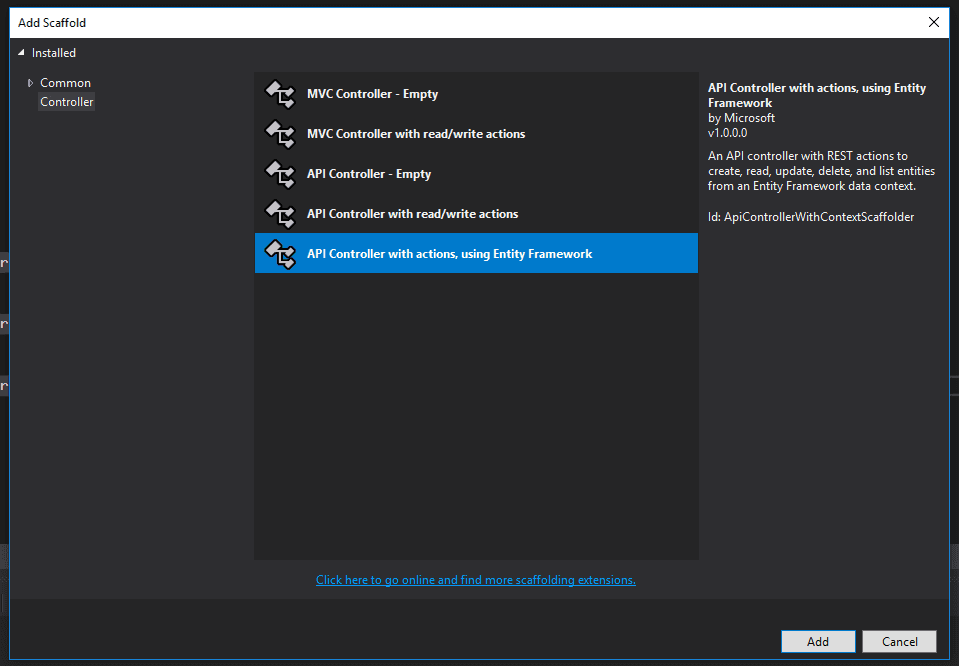 Add Scaffold
Installed
Common
Controller
MVC Controller - Empty
MVC Controller with read/write actions
API Controller - Empty
API Controller with read/write actions
API Controller with actions, using Entity Framework
API Controller with actions, using Entity
Framework
by Microsoft
v1.0.0.0
An API controller with REST actions to
create, read, update, delete, and list entities
from an Entity Framework data context.
Id: ApiControllerWithContextScaffolder
r
r
r
Click here to go online and find more scaffolding extensions.
Add
Cancel